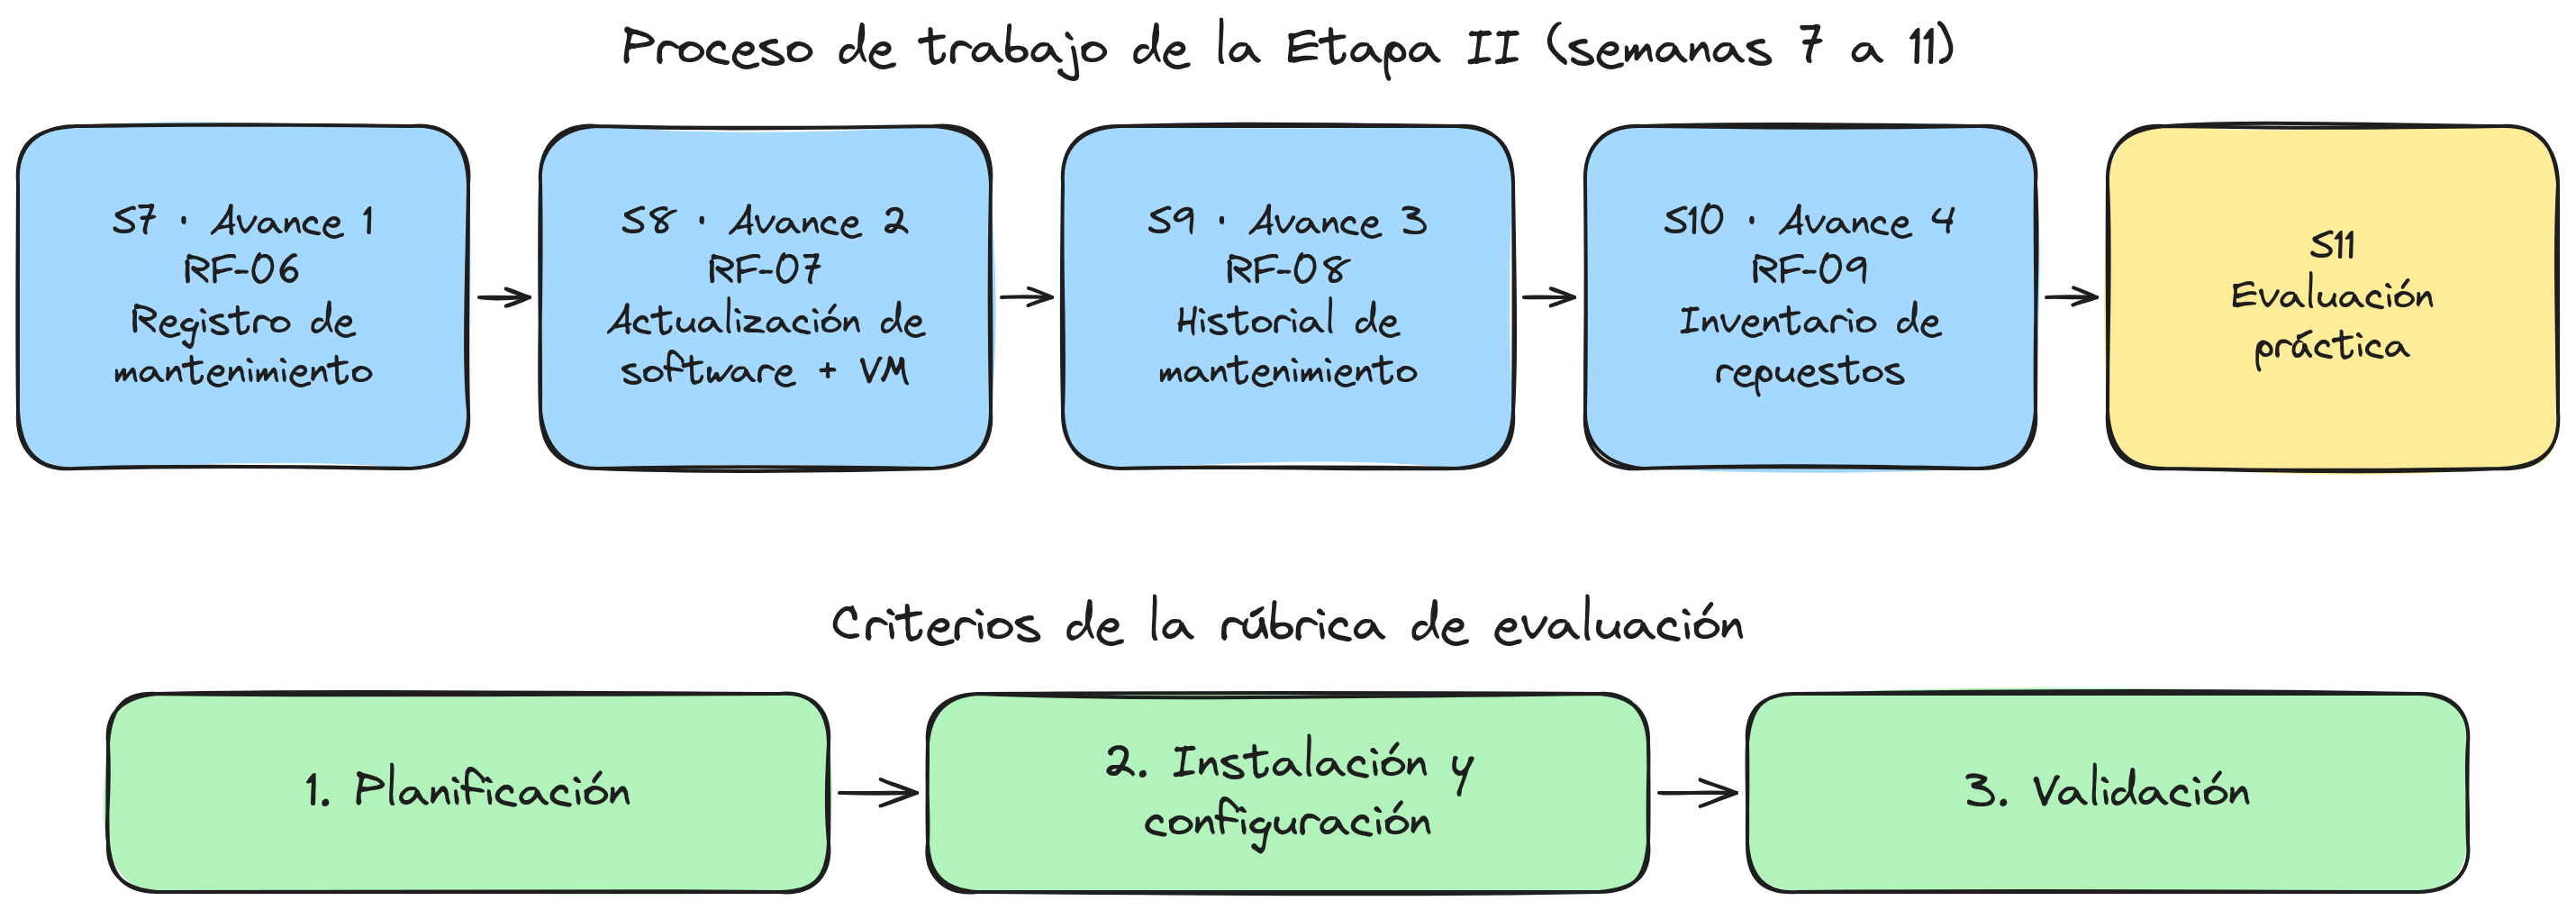 Proceso de trabajo de la Etapa II (semanas 7 a 11)
S7 · Avance 1
RF-06
Registro de
mantenimiento
S8 · Avance 2
RF-07
Actualización de
software + VM
S9 · Avance 3
RF-08
Historial de
mantenimiento
S10 · Avance 4
RF-09
Inventario de
repuestos
S11
Evaluación
práctica
Criterios de la rúbrica de evaluación
1. Planificación
2. Instalación y
configuración
3. Validación